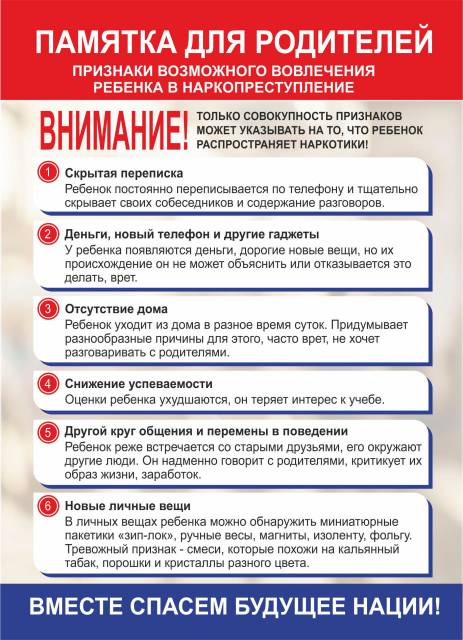 ПАМЯТКА ДЛЯ РОДИТЕЛЕЙ
ПРИЗНАКИ ВОЗМОЖНОГО ВОВЛЕЧЕНИЯ
РЕБЕНКА В НАРКОПРЕСТУПЛЕНИЕ
ВНИМАНИЕ!
ТОЛЬКО СОВОКУПНОСТЬ ПРИЗНАКОВ
МОЖЕТ УКАЗЫВАТЬ НА ТО, ЧТО РЕБЕНОК
РАСПРОСТРАНЯЕТ НАРКОТИКИ!
1 Скрытая переписка
Ребенок постоянно переписывается по телефону и тщательно
скрывает своих собеседников и содержание разговоров.
2 Деньги, новый телефон и другие гаджеты
У ребенка появляются деньги, дорогие новые вещи, но их
происхождение он не может объяснить или отказывается это
делать, врет.
3 Отсутствие дома
Ребенок уходит из дома в разное время суток. Придумывает
разнообразные причины для этого, часто врет, не хочет
разговаривать с родителями.
4 Снижение успеваемости
Оценки ребенка ухудшаются, он теряет интерес к учебе.
5 Другой круг общения и перемены в поведении
Ребенок реже встречается со старыми друзьями, его окружают
другие люди. Он надменно говорит с родителями, критикует их
образ жизни, заработок.
6 Новые личные вещи
В личных вещах ребенка можно обнаружить миниатюрные
пакетики «зип-лок», ручные весы, магниты, изоленту, фольгу.
Тревожный признак - смеси, которые похожи на кальянный
табак, порошки и кристаллы разного цвета.
ВМЕСТЕ СПАСЕМ БУДУЩЕЕ НАЦИИ!